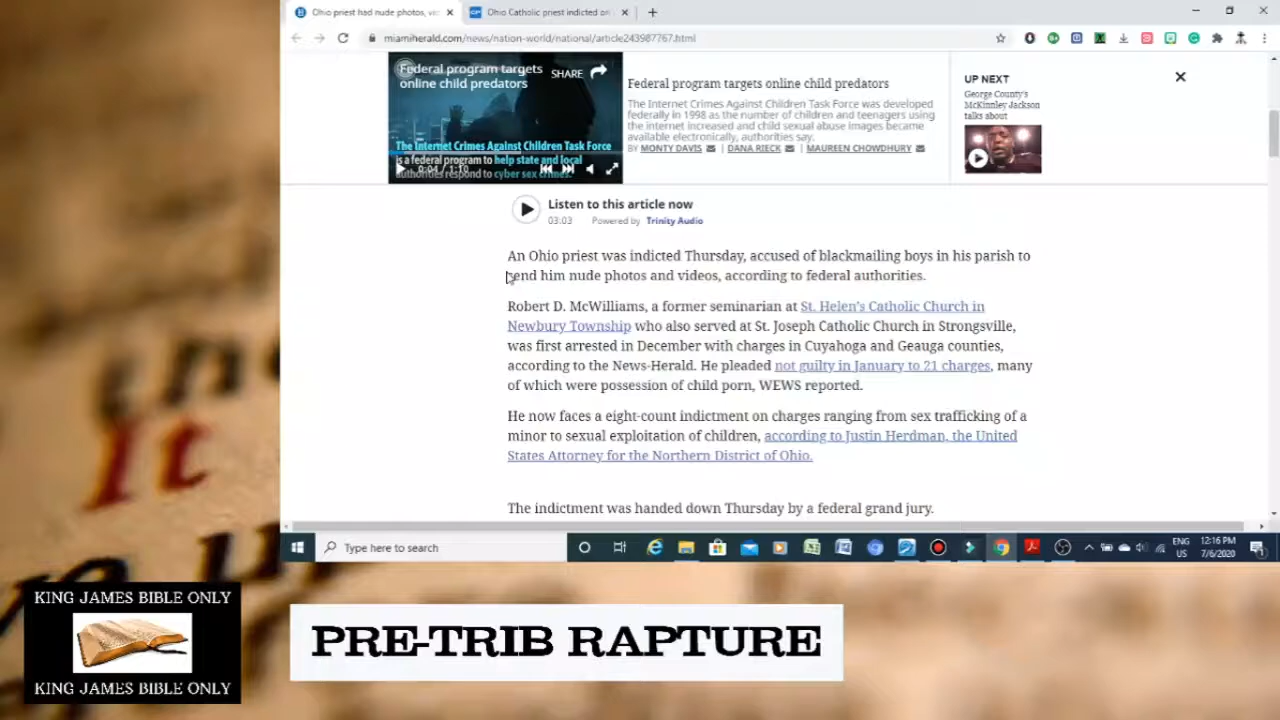 Ohio priest had nude photos, ve
Ohio Catholic priest indicted on
miamiherald.com/news/nation-world/national/article243987767.html
Federal program targets
online child predators
SHARE
The Internet Crimes Against Children Task Force
is a federal program to help state and local
authorities respond to cyber sex crimes.
0:04 / 1:10
Federal program targets online child predators
The Internet Crimes Against Children Task Force was developed
federally in 1998 as the number of children and teenagers using
the internet increased and child sexual abuse images became
available electronically, authorities say.
BY MONTY DAVIS | DANA RIECK | MAUREEN CHOWDHURY
UP NEXT
George County's
McKinnley Jackson
talks about
Listen to this article now
03:03 Powered by Trinity Audio
An Ohio priest was indicted Thursday, accused of blackmailing boys in his parish to
send him nude photos and videos, according to federal authorities.
Robert D. McWilliams, a former seminarian at St. Helen's Catholic Church in
Newbury Township who also served at St. Joseph Catholic Church in Strongsville,
was first arrested in December with charges in Cuyahoga and Geauga counties,
according to the News-Herald. He pleaded not guilty in January to 21 charges, many
of which were possession of child porn, WEWS reported.
He now faces a eight-count indictment on charges ranging from sex trafficking of a
minor to sexual exploitation of children, according to Justin Herdman, the United
States Attorney for the Northern District of Ohio.
The indictment was handed down Thursday by a federal grand jury.
Type here to search
ENG
US
12:16 PM
7/6/2020
It
KING JAMES BIBLE ONLY
KING JAMES BIBLE ONLY
PRE-TRIB RAPTURE